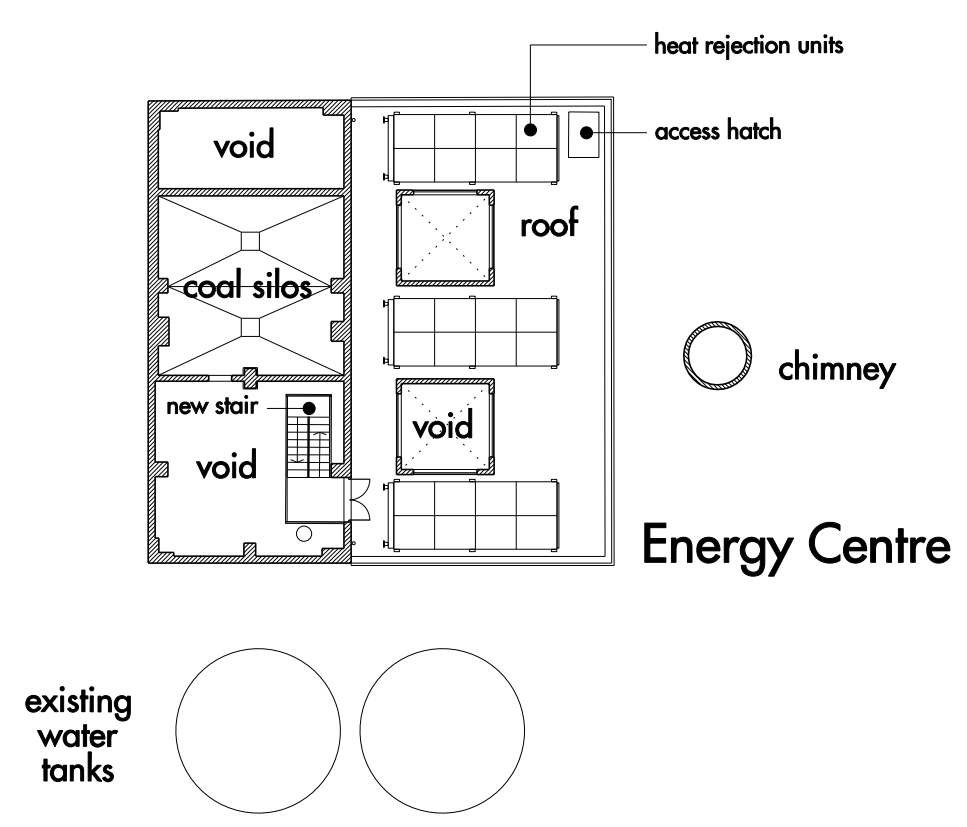 heat rejection units
access hatch
void
roof
coal silos
chimney
new stair
void
void
Energy Centre
existing
water
tanks